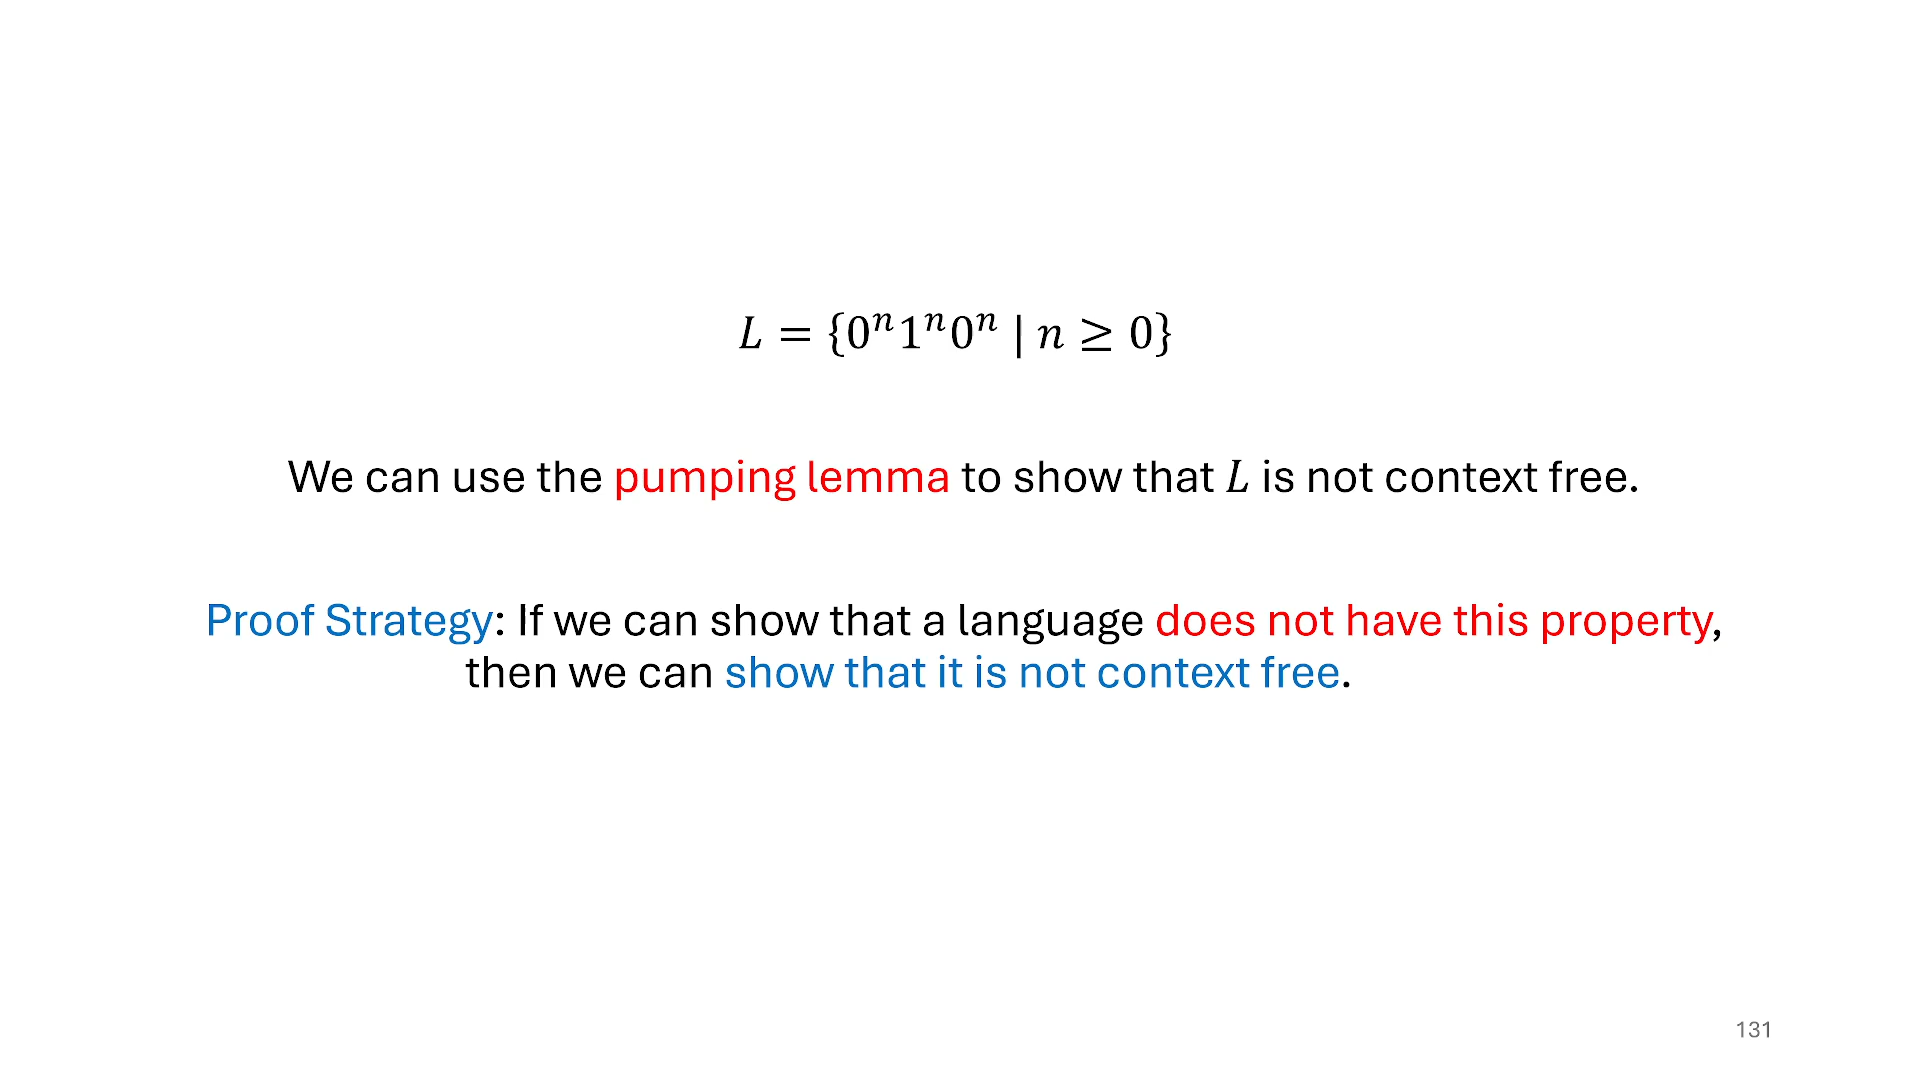 L = {0ⁿ1ⁿ0ⁿ | n ≥ 0}
We can use the pumping lemma to show that L is not context free.
Proof Strategy: If we can show that a language does not have this property,
then we can show that it is not context free.
131